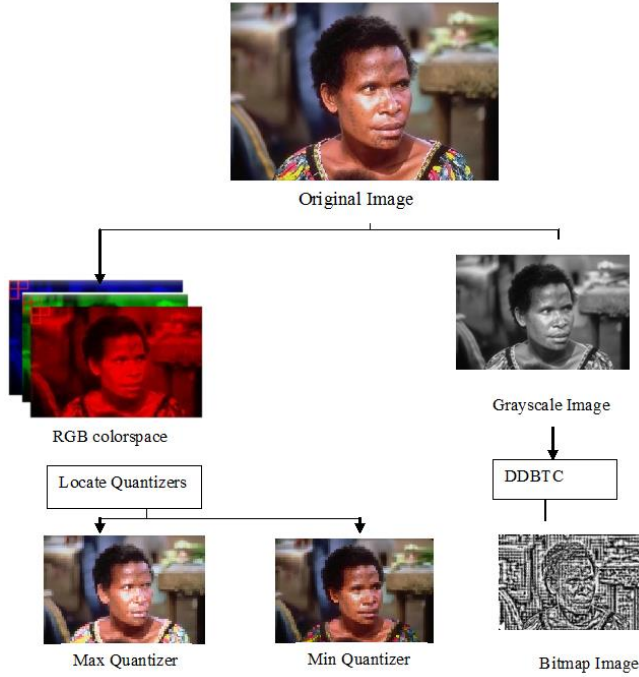 Original Image
RGB colorspace
Grayscale Image
Locate Quantizers
DDBTC
Max Quantizer
Min Quantizer
Bitmap Image